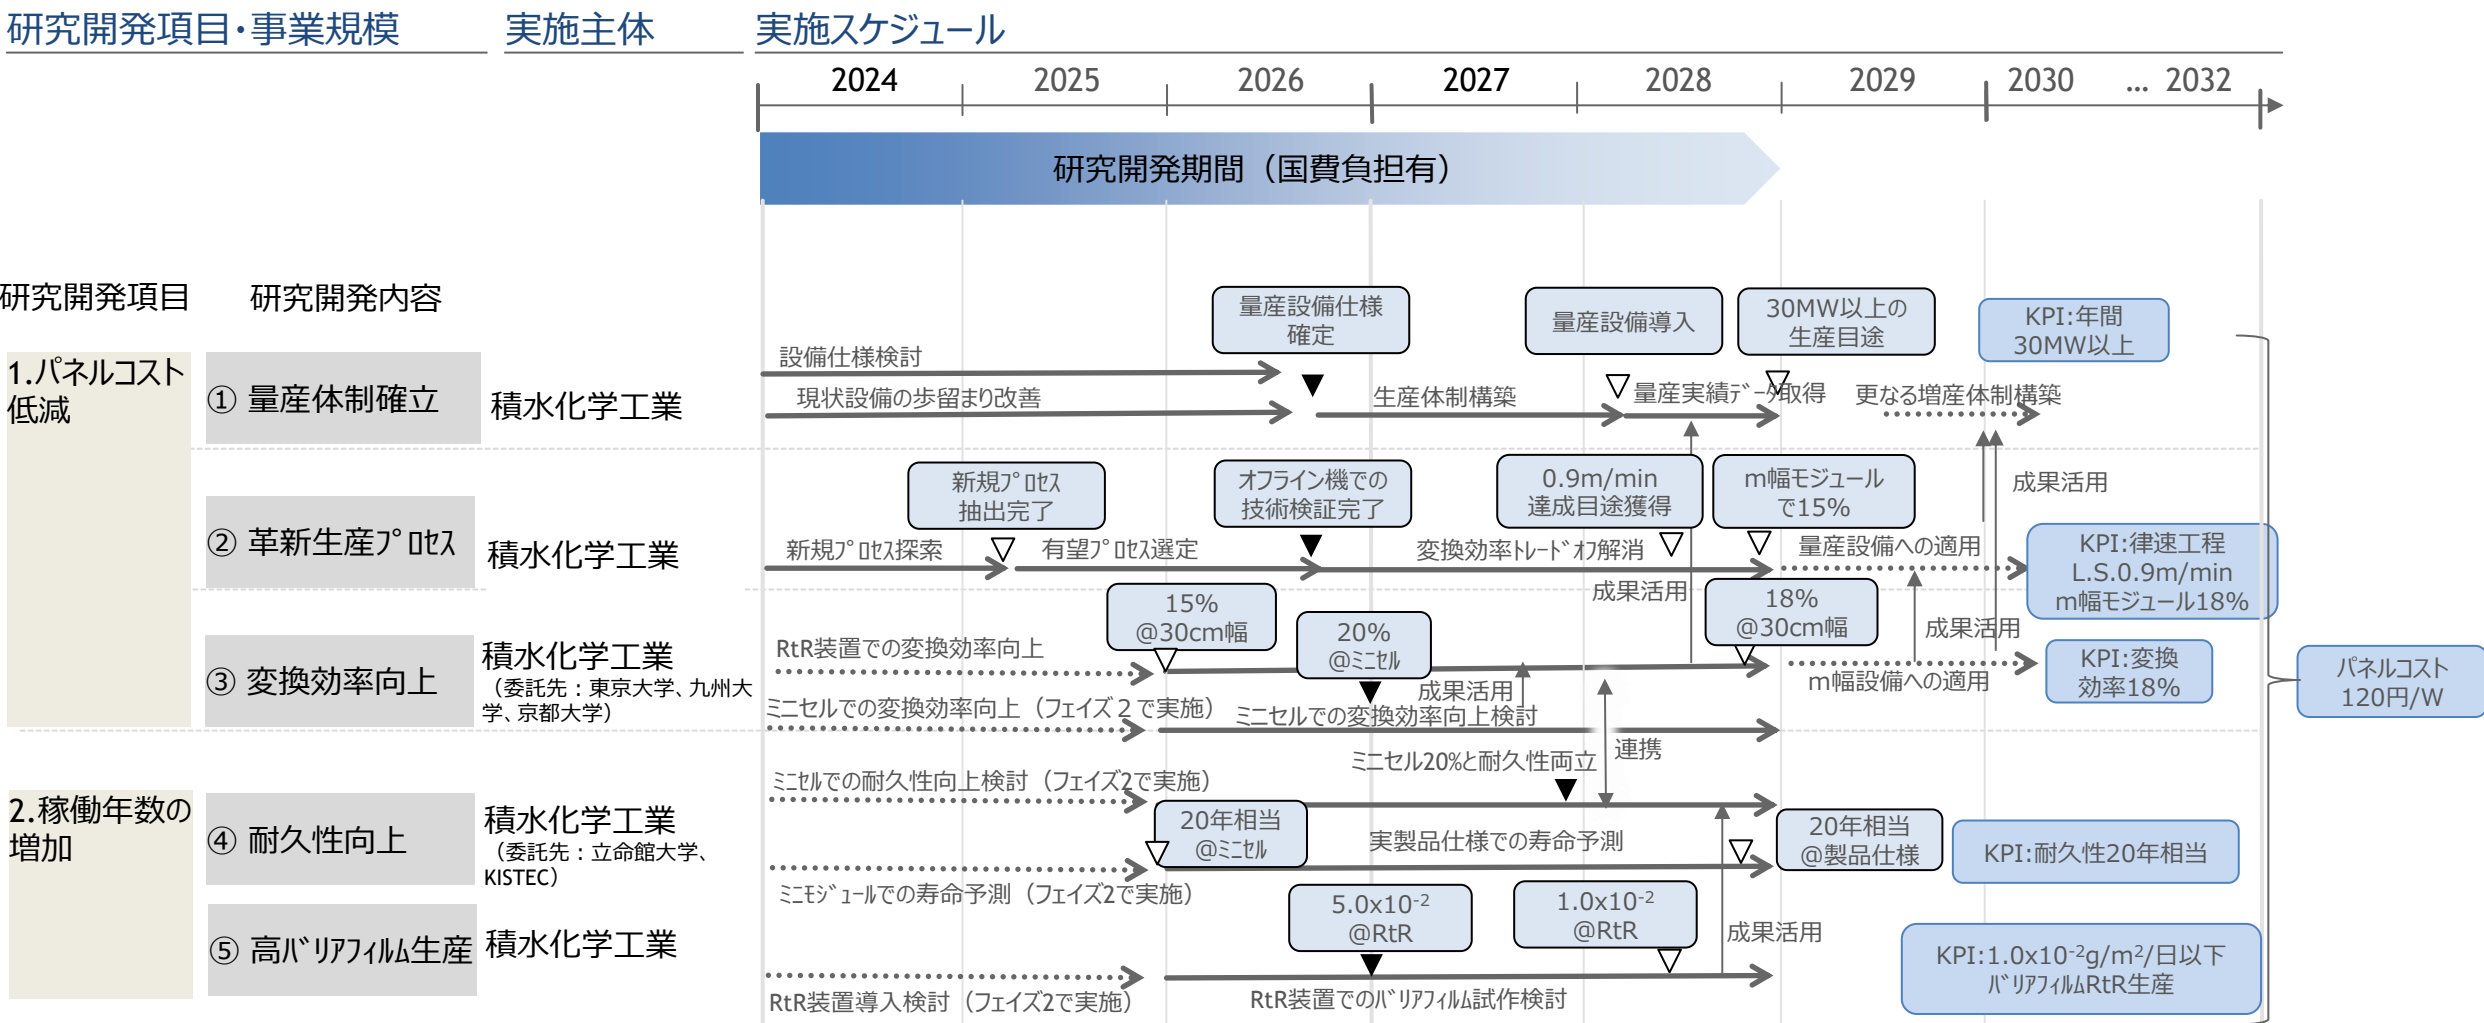 研究開発項目・事業規模
実施主体
実施スケジュール
2024
2025
2026
2027
2028
2029
2030
...
2032
研究開発期間（国費負担有）
研究開発項目
研究開発内容
1.パネルコスト
低減
① 量産体制確立
積水化学工業
設備仕様検討
現状設備の歩留まり改善
量産設備仕様
確定
生産体制構築
量産設備導入
量産実績ﾃﾞｰﾀ取得
30MW以上の
生産目途
更なる増産体制構築
KPI:年間
30MW以上
② 革新生産ﾌﾟﾛｾｽ
積水化学工業
新規ﾌﾟﾛｾｽ探索
新規ﾌﾟﾛｾｽ
抽出完了
有望ﾌﾟﾛｾｽ選定
オフライン機での
技術検証完了
変換効率ﾄﾚｰﾄﾞｵﾌ解消
0.9m/min
達成目途獲得
m幅モジュール
で15%
量産設備への適用
成果活用
成果活用
KPI:律速工程
L.S.0.9m/min
m幅モジュール18%
③ 変換効率向上
積水化学工業
（委託先：東京大学、九州大
学、京都大学）
RtR装置での変換効率向上
15%
@30cm幅
20%
@ﾐﾆｾﾙ
成果活用
18%
@30cm幅
成果活用
m幅設備への適用
KPI:変換
効率18%
ミニセルでの変換効率向上（フェイズ２で実施）
ミニセルでの変換効率向上検討
連携
パネルコスト
120円/W
2.稼働年数の
増加
④ 耐久性向上
積水化学工業
（委託先：立命館大学、
KISTEC）
ﾐﾆｾﾙでの耐久性向上検討（フェイズ2で実施）
ミニセル20%と耐久性両立
20年相当
@ﾐﾆｾﾙ
実製品仕様での寿命予測
20年相当
@製品仕様
KPI:耐久性20年相当
ﾐﾆﾓｼﾞｭｰﾙでの寿命予測（フェイズ2で実施）
⑤ 高ﾊﾞﾘｱﾌｨﾙﾑ生産
積水化学工業
5.0x10⁻²
@RtR
1.0x10⁻²
@RtR
成果活用
KPI:1.0x10⁻²g/m²/日以下
ﾊﾞﾘｱﾌｨﾙﾑRtR生産
RtR装置導入検討（フェイズ2で実施）
RtR装置でのﾊﾞﾘｱﾌｨﾙﾑ試作検討